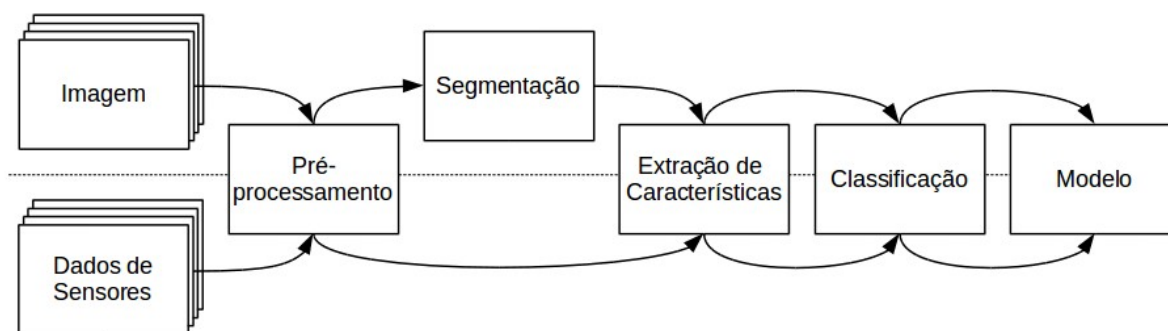 Imagem
Segmentação
Pré-
processamento
Extração de
Características
Classificação
Modelo
Dados de
Sensores